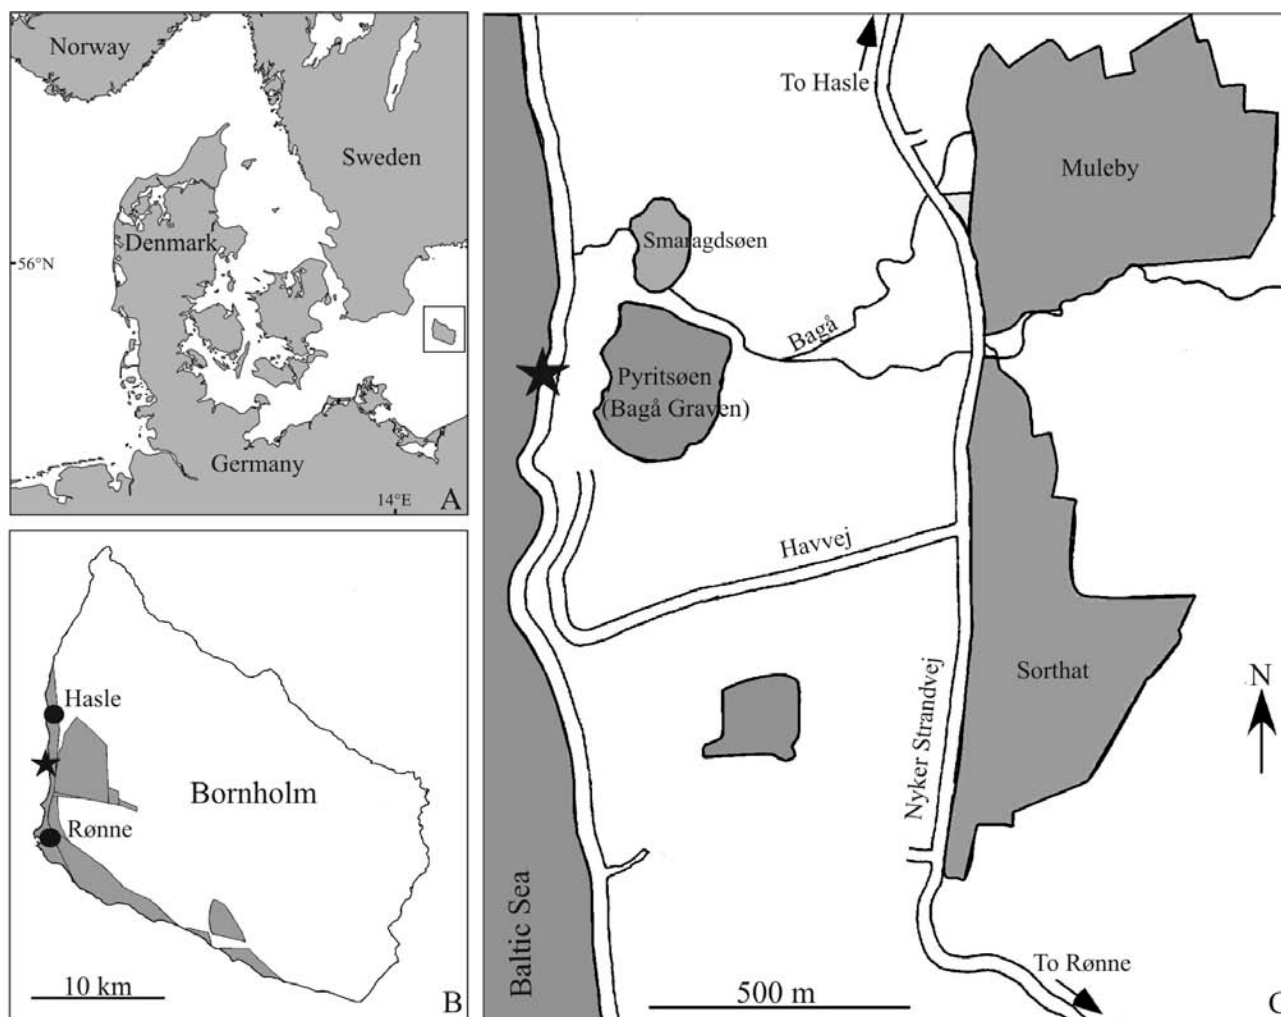 Norway
Sweden
Denmark
56°N
Germany
14°E
A
Hasle
Bornholm
Rønne
10 km
B
To Hasle
Muleby
Smaragdsøen
Bagå
Pyritsøen
(Bagå Graven)
Havvej
Sorthat
N
Nyker Strandvej
Baltic Sea
To Rønne
500 m
C